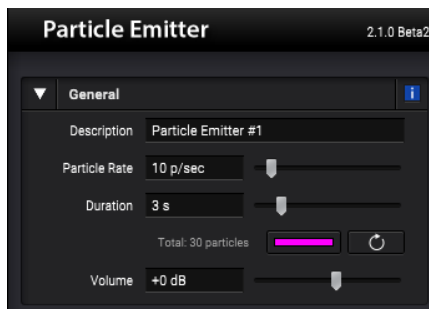 Particle Emitter
2.1.0 Beta2
General
i
Description Particle Emitter #1
Particle Rate 10 p/sec
Duration 3 s
Total: 30 particles
Volume +0 dB